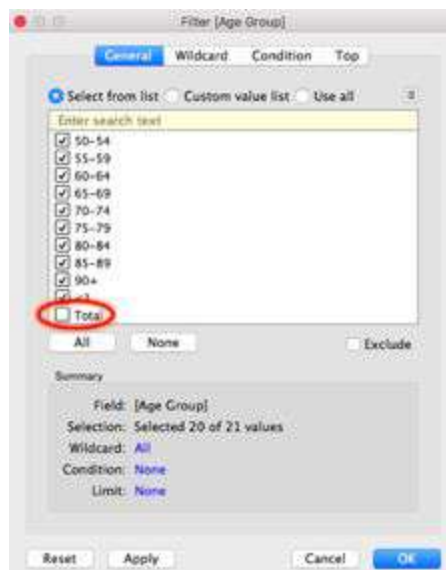 Filter [Age Group]
General Wildcard Condition Top
Select from list Custom value list Use all
Enter search text
50-54
55-59
60-64
65-69
70-74
75-79
80-84
85-89
90+
Total
All None Exclude
Summary
Field: [Age Group]
Selection: Selected 20 of 21 values
Wildcard: All
Condition: None
Limit: None
Reset Apply Cancel OK